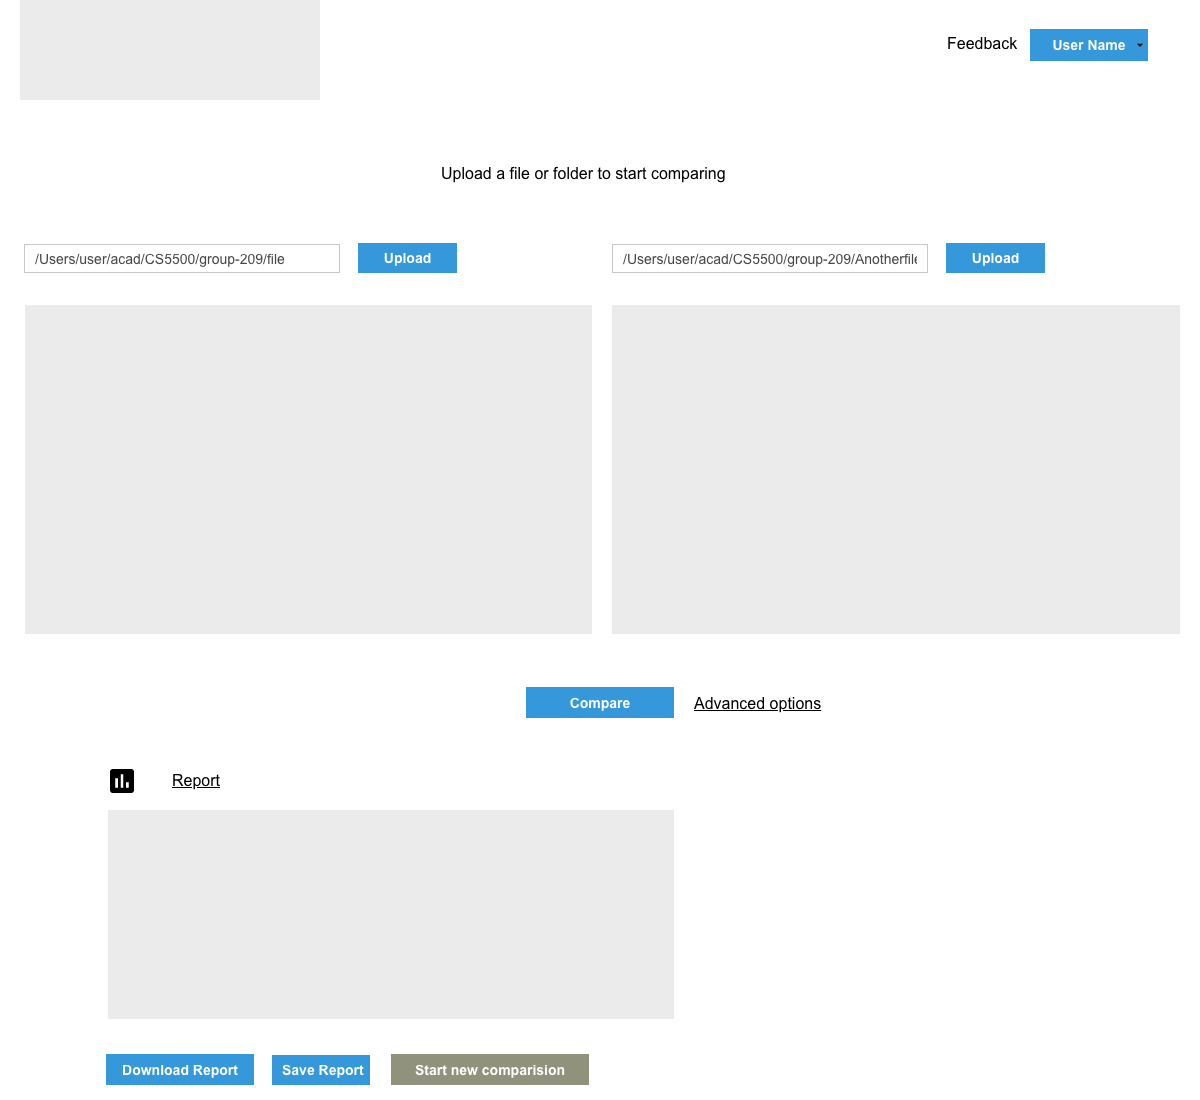 Feedback
User Name
Upload a file or folder to start comparing
/Users/user/acad/CS5500/group-209/file
Upload
/Users/user/acad/CS5500/group-209/Anotherfile
Upload
Compare
Advanced options
Report
Download Report
Save Report
Start new comparision